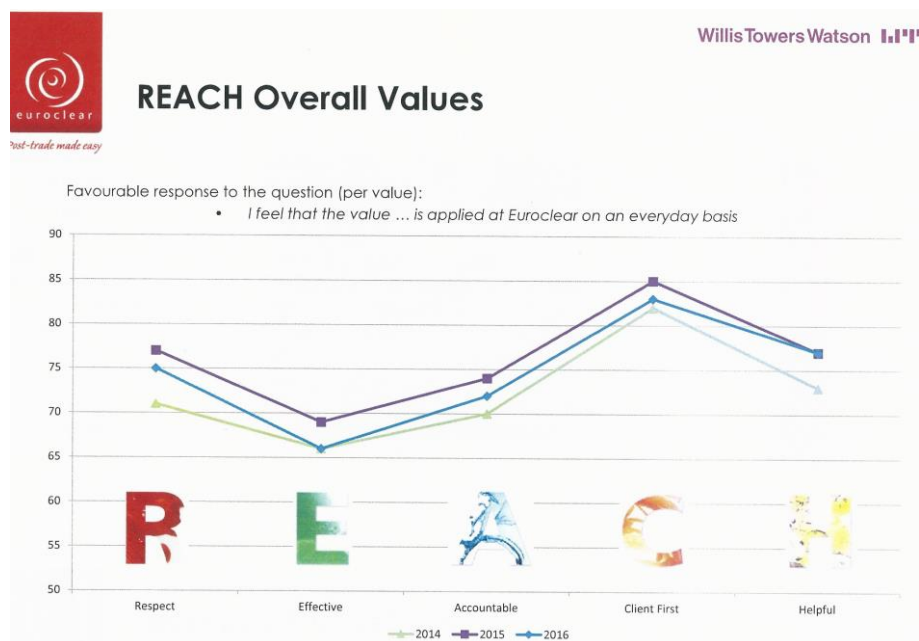 Willis Towers Watson
euroclear
Post-trade made easy
REACH Overall Values
Favourable response to the question (per value):
• I feel that the value ... is applied at Euroclear on an everyday basis
90
85
80
75
70
65
60
55
50
R E A C H
Respect Effective Accountable Client First Helpful
2014 2015 2016